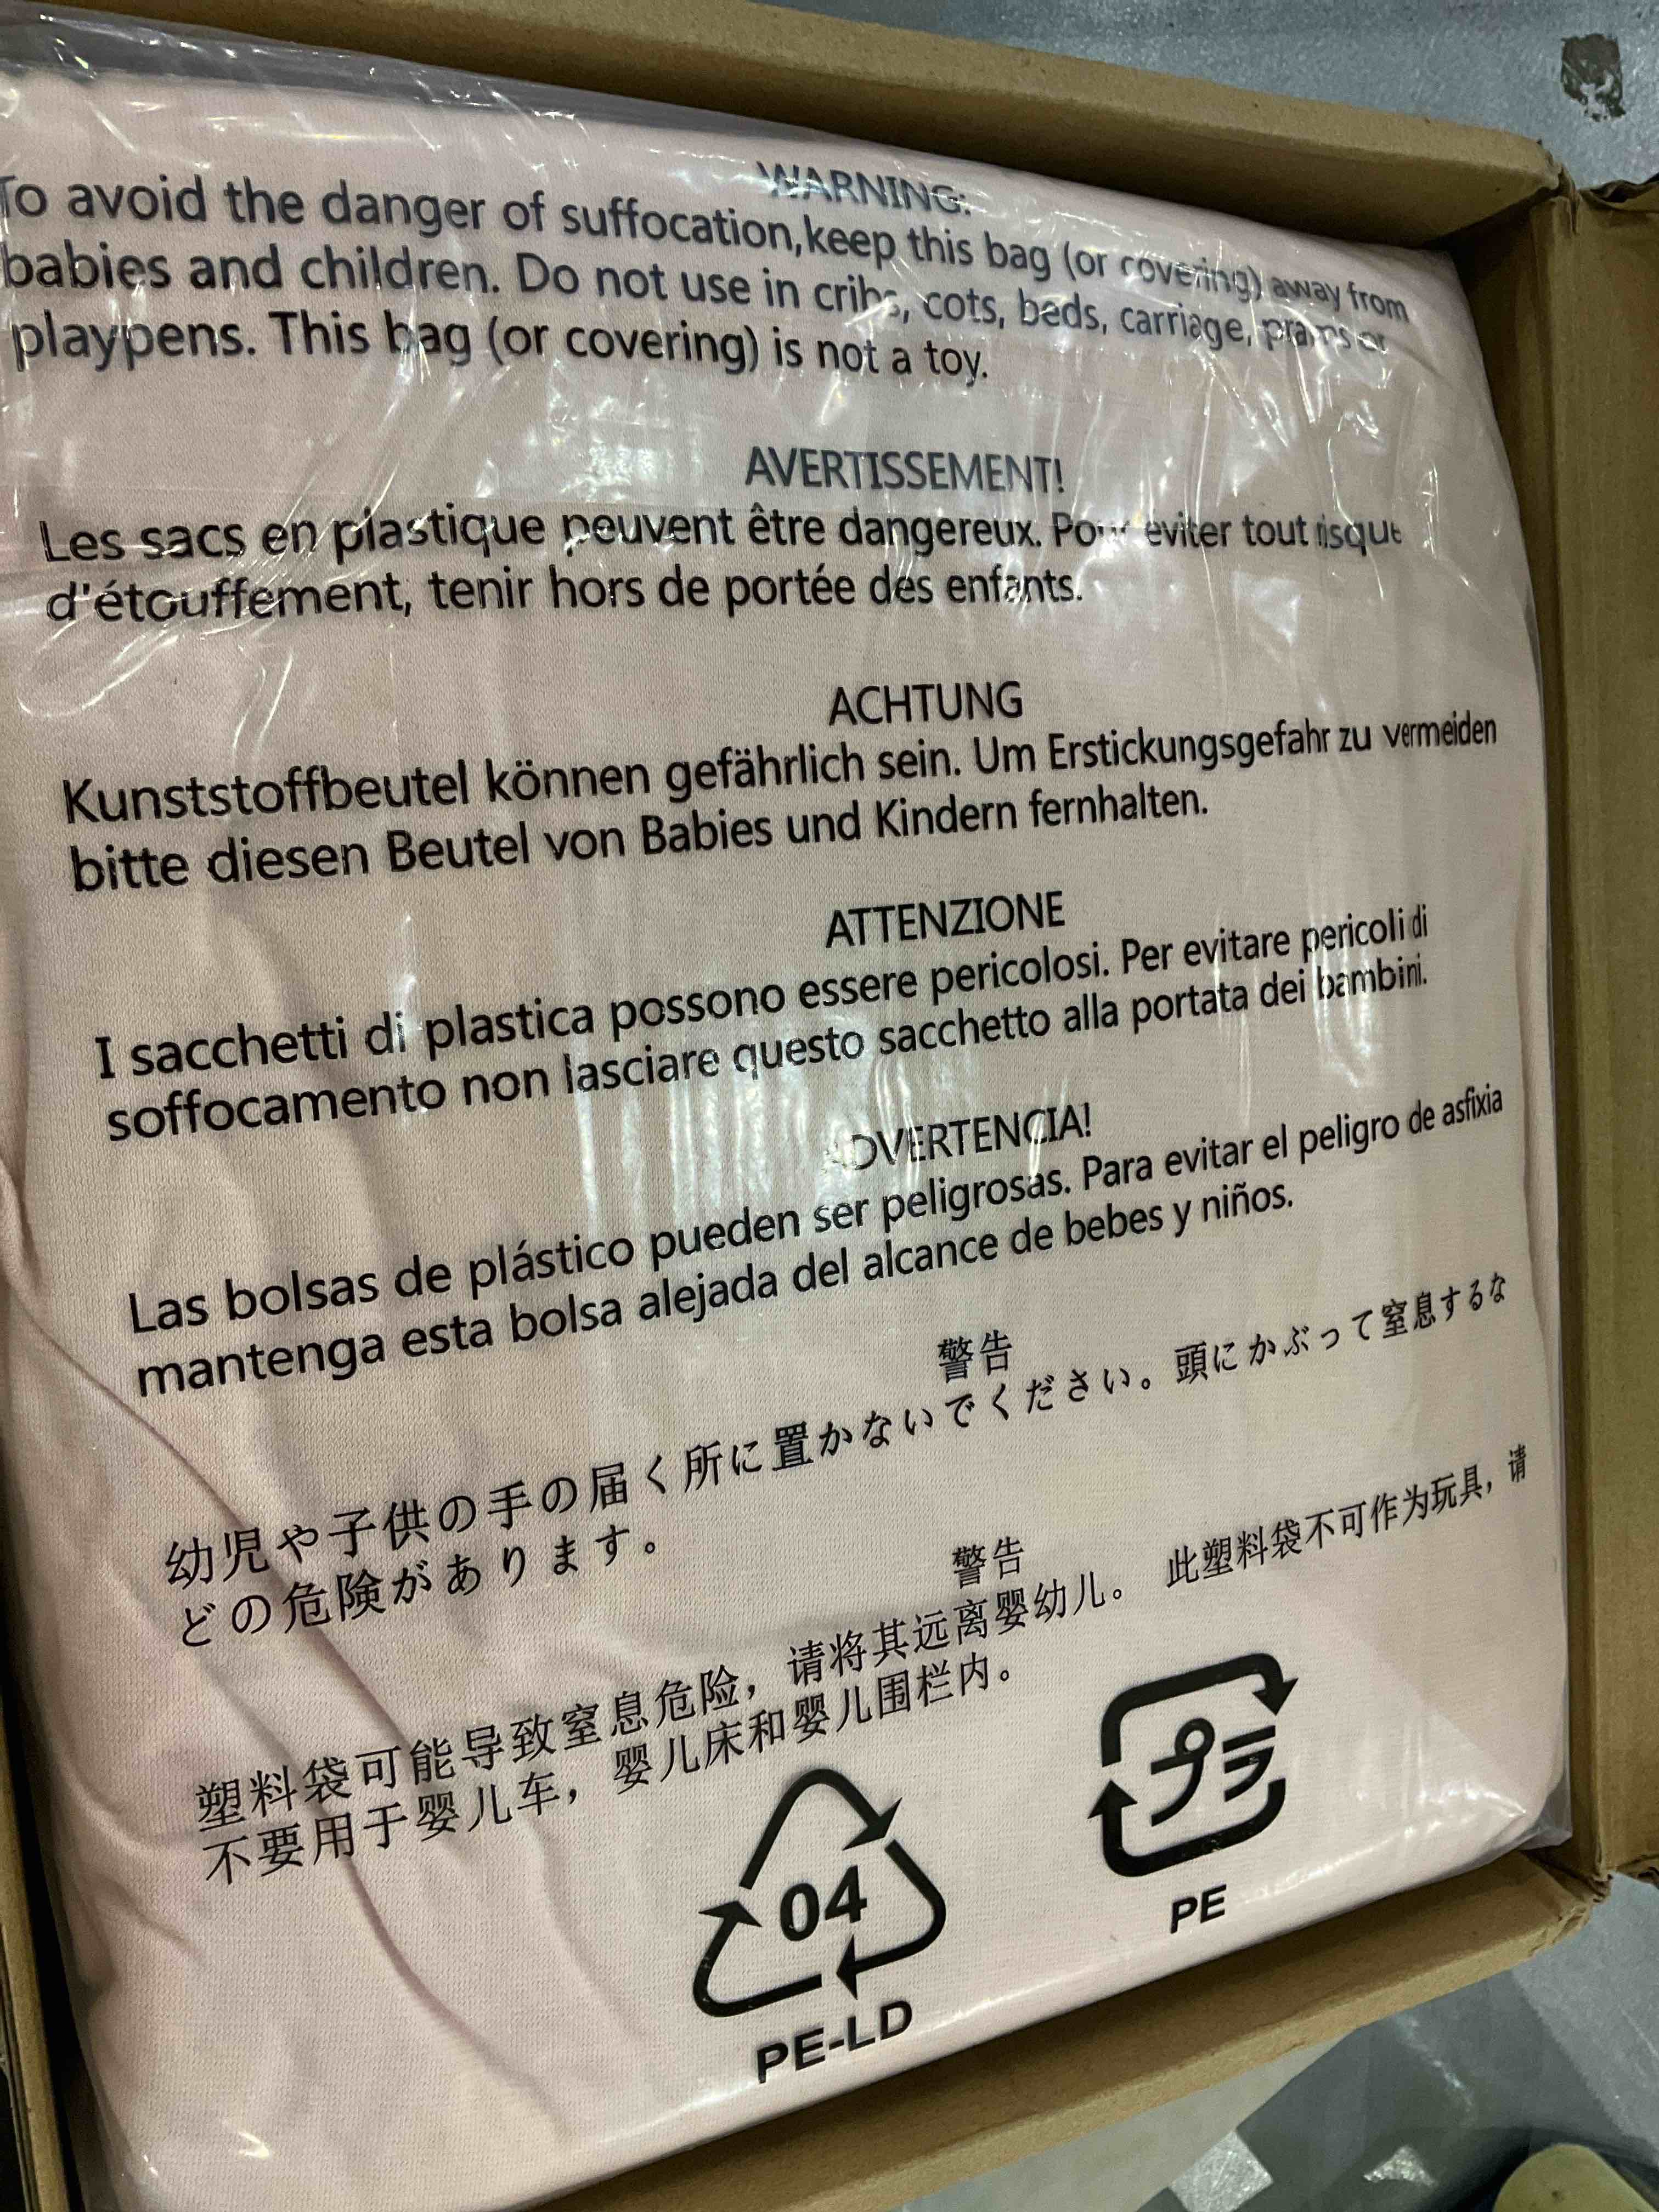 WARNING:
To avoid the danger of suffocation,keep this bag (or covering) away from
babies and children. Do not use in cribs, cots, beds, carriage, prams or
playpens. This bag (or covering) is not a toy.
AVERTISSEMENT!
Les sacs en plastique peuvent être dangereux. Pour eviter tout risque
d'étouffement, tenir hors de portée des enfants.
ACHTUNG
Kunststoffbeutel können gefährlich sein. Um Erstickungsgefahr zu vermeiden
bitte diesen Beutel von Babies und Kindern fernhalten.
ATTENZIONE
I sacchetti di plastica possono essere pericolosi. Per evitare pericoli di
soffocamento non lasciare questo sacchetto alla portata dei bambini.
ADVERTENCIA!
Las bolsas de plástico pueden ser peligrosas. Para evitar el peligro de asfixia
mantenga esta bolsa alejada del alcance de bebes y niños.
警告
幼児や子供の手の届く所に置かないでください。頭にかぶって窒息するな
どの危険があります。
警告
塑料袋可能导致窒息危险，请将其远离婴幼儿。 此塑料袋不可作为玩具，请
不要用于婴儿车，婴儿床和婴儿围栏内。
04
PE-LD
プラ
PE